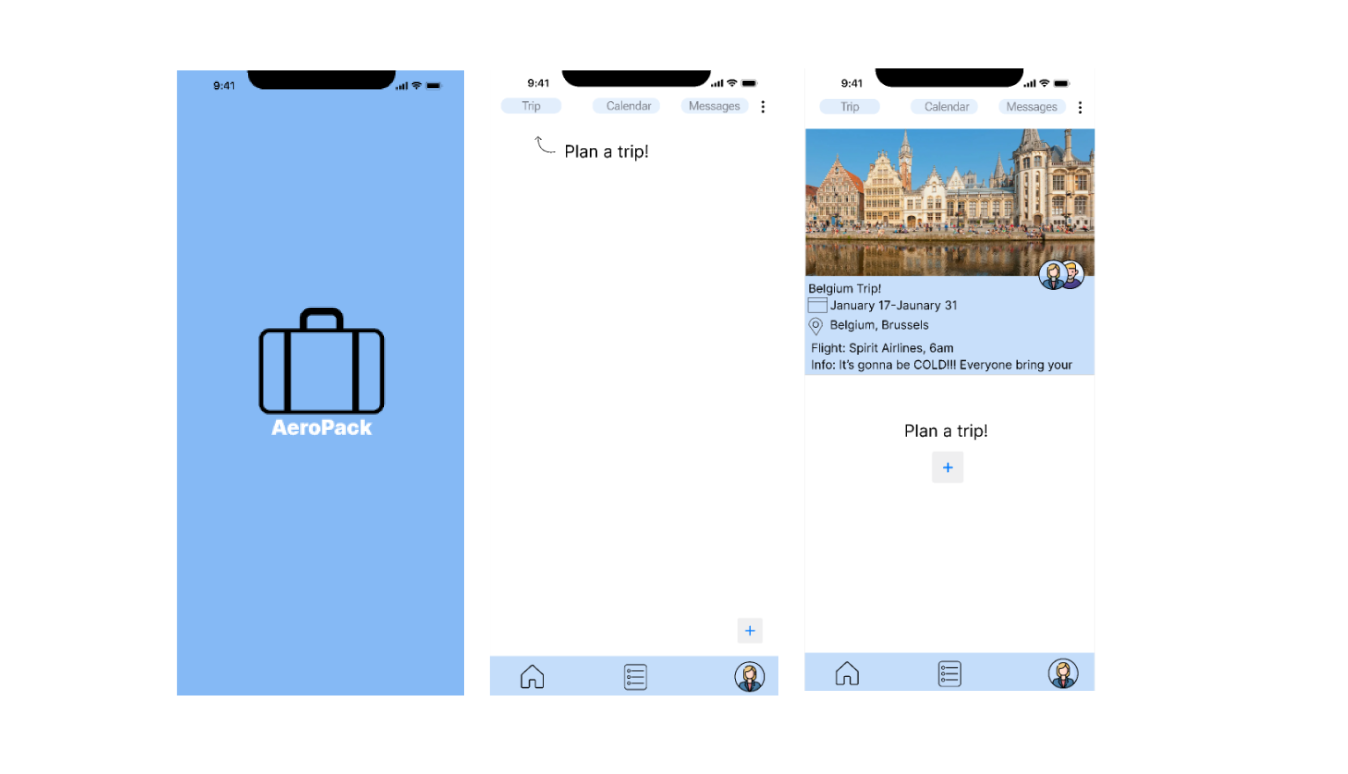 9:41
AeroPack
9:41
Trip Calendar Messages
Plan a trip!
+
9:41
Trip Calendar Messages
Belgium Trip!
January 17-Jaunary 31
Belgium, Brussels
Flight: Spirit Airlines, 6am
Info: It's gonna be COLD!!! Everyone bring your
Plan a trip!
+